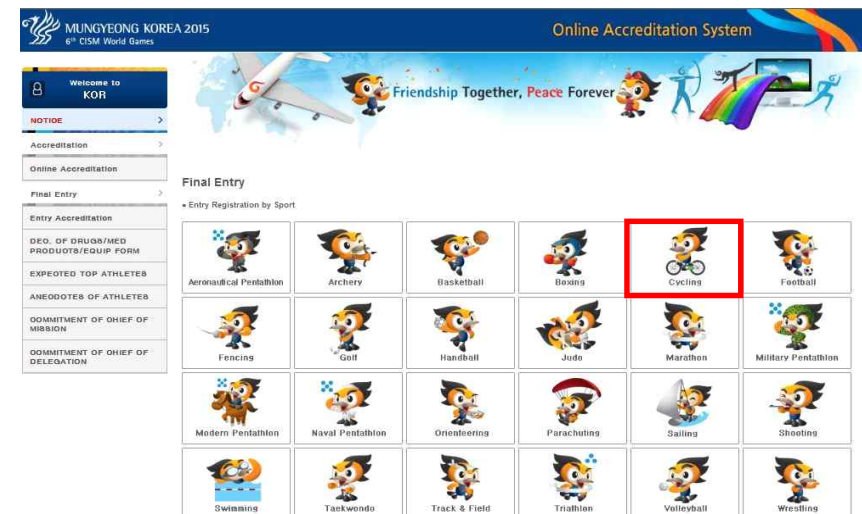 MUNGYEONG KOREA 2015
6th CISM World Games
Online Accreditation System
Welcome to
KOR
NOTICE
Accreditation
Online Accreditation
Final Entry
Entry Accreditation
DEC. OF DRUGS/MED
PRODUCTS/EQUIP FORM
EXPECTED TOP ATHLETES
ANECDOTES OF ATHLETES
COMMITMENT OF CHIEF OF
MISSION
COMMITMENT OF CHIEF OF
DELEGATION
Friendship Together, Peace Forever
Final Entry
Entry Registration by Sport
Aeronautical Pentathlon
Archery
Basketball
Boxing
Cycling
Football
Fencing
Golf
Handball
Judo
Marathon
Military Pentathlon
Modern Pentathlon
Naval Pentathlon
Orienteering
Parachuting
Sailing
Shooting
Swimming
Taekwondo
Track & Field
Triathlon
Volleyball
Wrestling